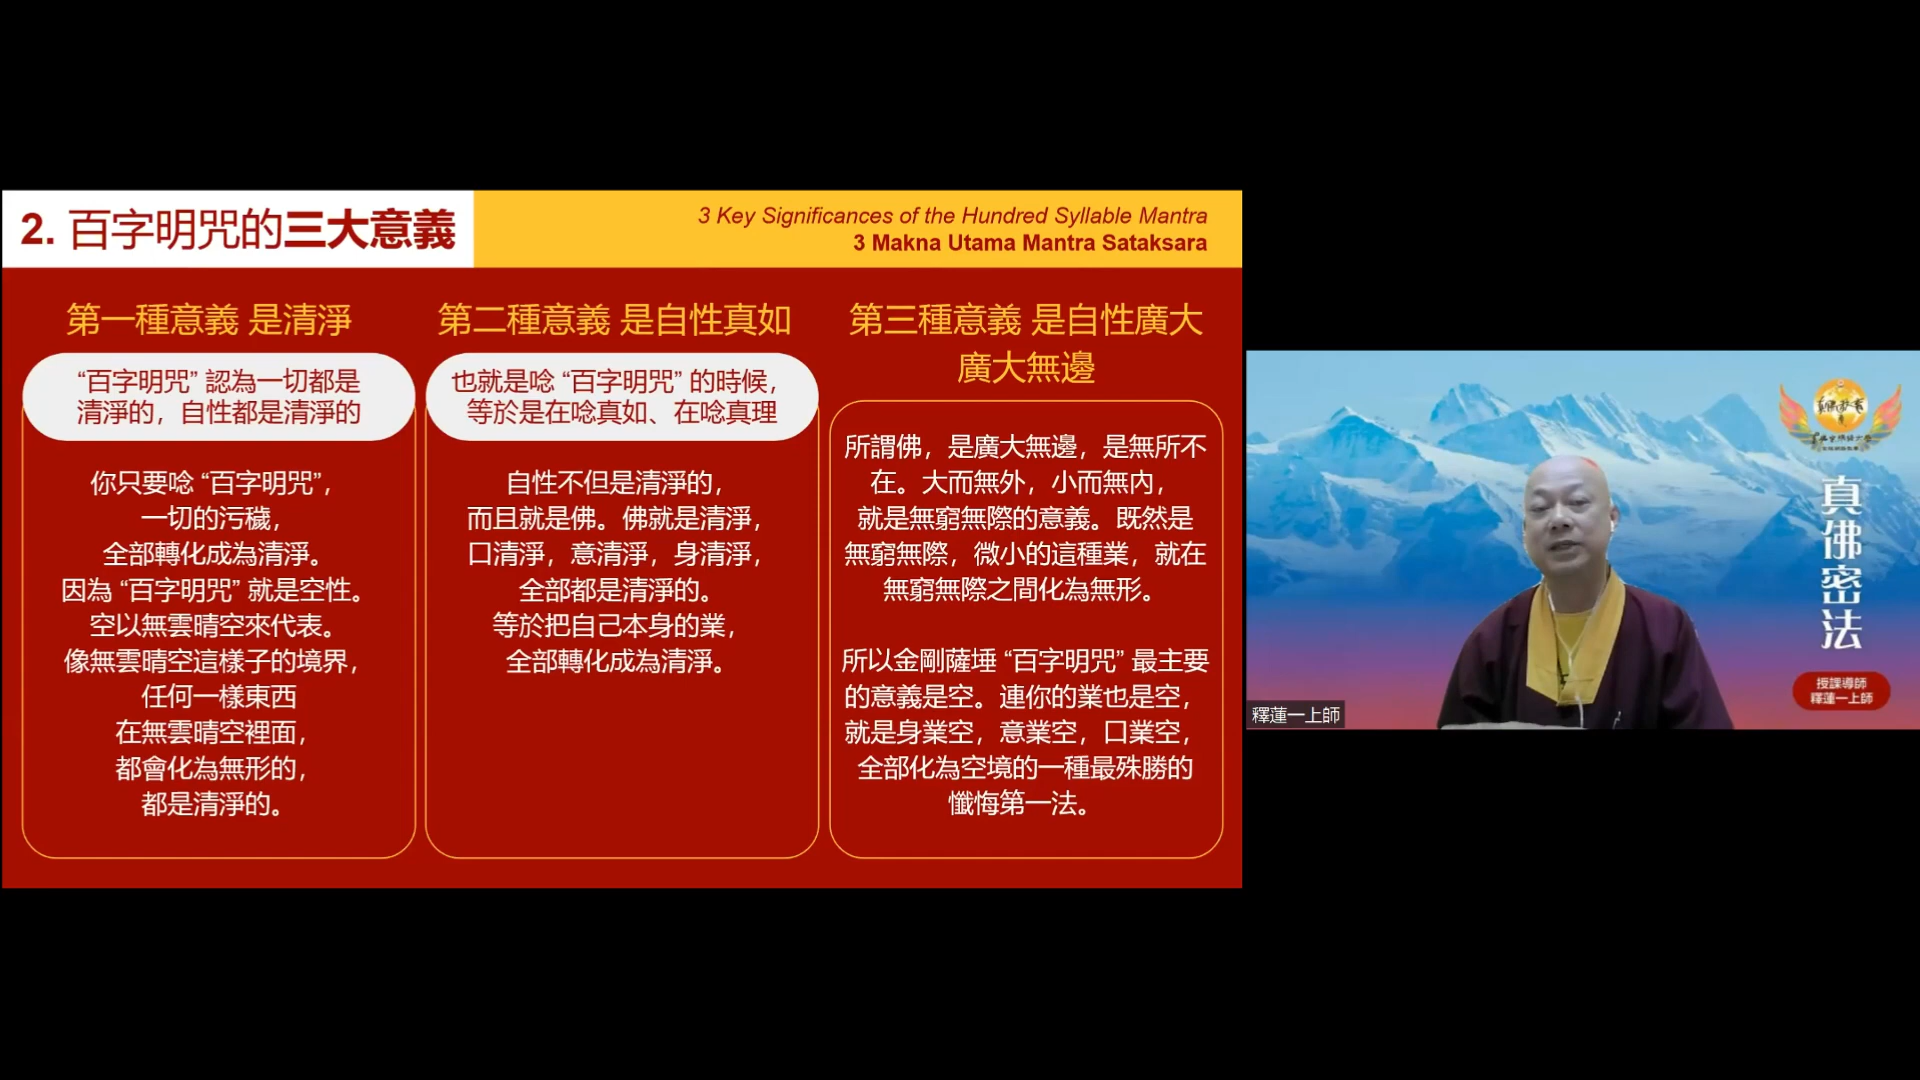 2. 百字明咒的三大意義
3 Key Significances of the Hundred Syllable Mantra
3 Makna Utama Mantra Sataksara
第一種意義 是清淨
“百字明咒” 認為一切都是
清淨的，自性都是清淨的
你只要唸 “百字明咒”，
一切的污穢，
全部轉化成為清淨。
因為 “百字明咒” 就是空性。
空以無雲晴空來代表。
像無雲晴空這樣子的境界，
任何一樣東西
在無雲晴空裡面，
都會化為無形的，
都是清淨的。
第二種意義 是自性真如
也就是唸 “百字明咒” 的時候，
等於是在唸真如、在唸真理
自性不但是清淨的，
而且就是佛。佛就是清淨，
口清淨，意清淨，身清淨，
全部都是清淨的。
等於把自己本身的業，
全部轉化成為清淨。
第三種意義 是自性廣大
廣大無邊
所謂佛，是廣大無邊，是無所不
在。大而無外，小而無內，
就是無窮無際的意義。既然是
無窮無際，微小的這種業，就在
無窮無際之間化為無形。
所以金剛薩埵 “百字明咒” 最主要
的意義是空。連你的業也是空，
就是身業空，意業空，口業空，
全部化為空境的一種最殊勝的
懺悔第一法。
真佛密法
授課導師
釋蓮一上師
釋蓮一上師